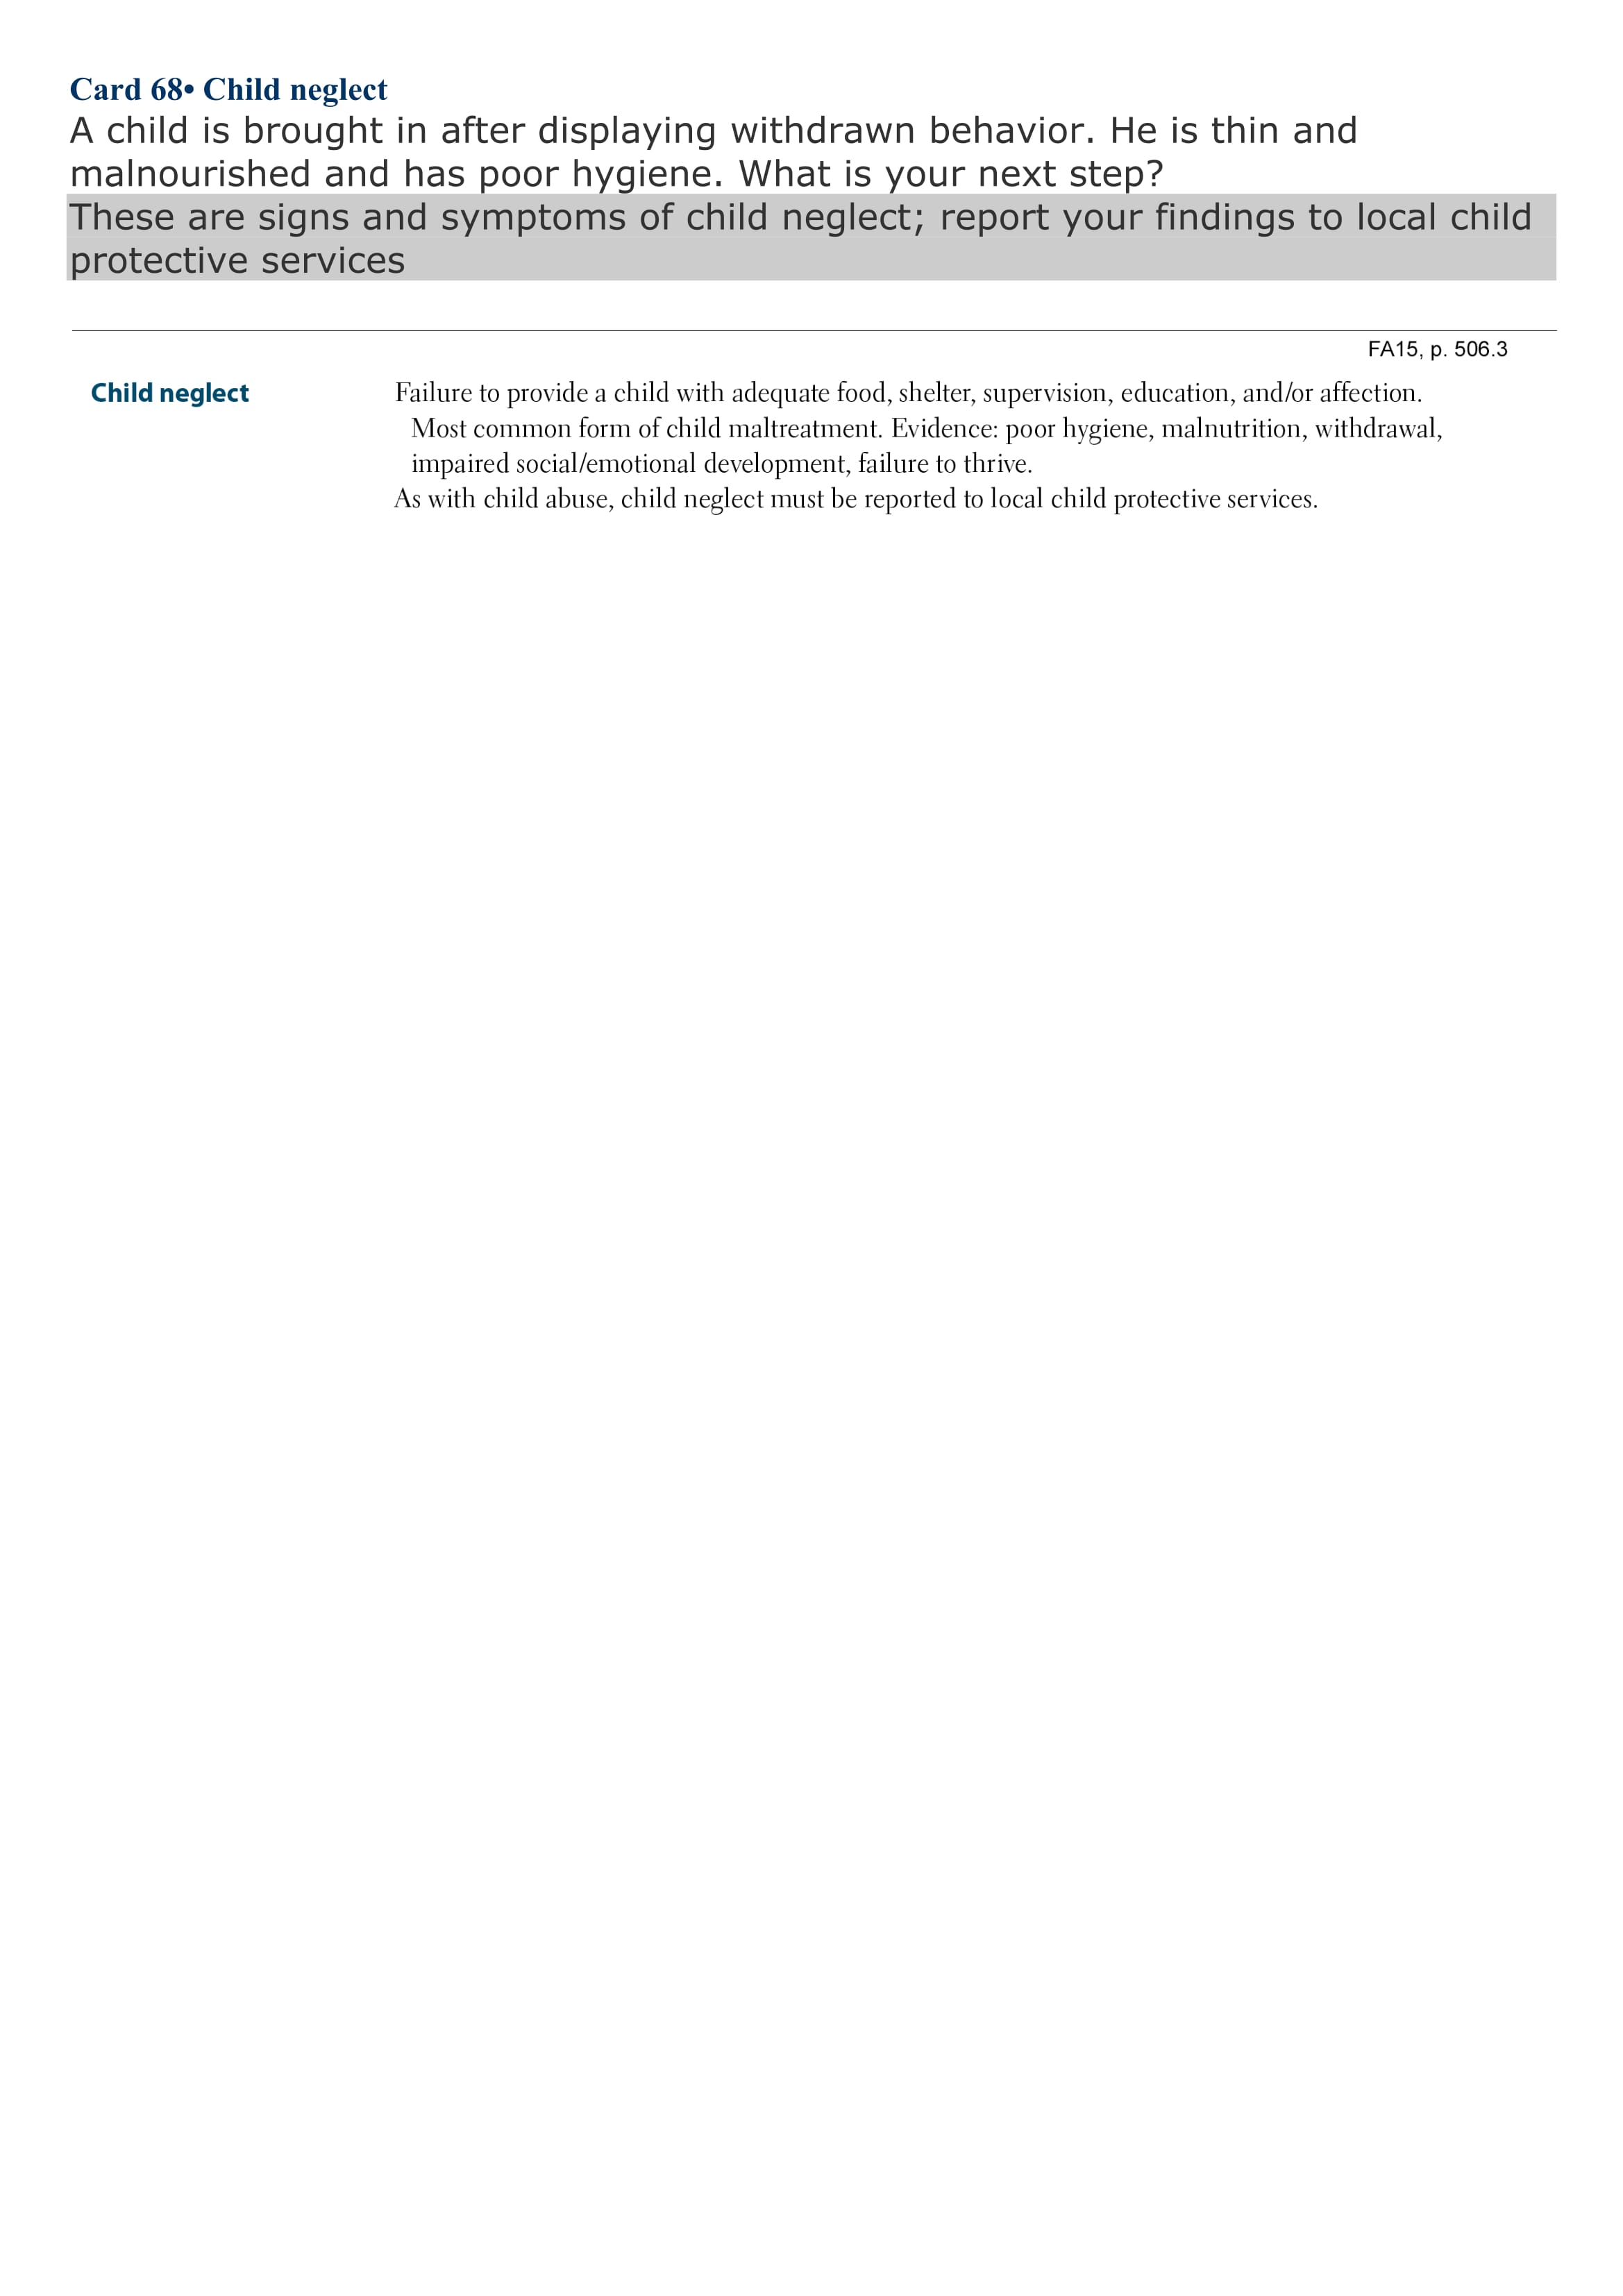 Card 68• Child neglect
A child is brought in after displaying withdrawn behavior. He is thin and
malnourished and has poor hygiene. What is your next step?
These are signs and symptoms of child neglect; report your findings to local child
protective services
FA15, p. 506.3
Child neglect
Failure to provide a child with adequate food, shelter, supervision, education, and/or affection.
Most common form of child maltreatment. Evidence: poor hygiene, malnutrition, withdrawal,
impaired social/emotional development, failure to thrive.
As with child abuse, child neglect must be reported to local child protective services.